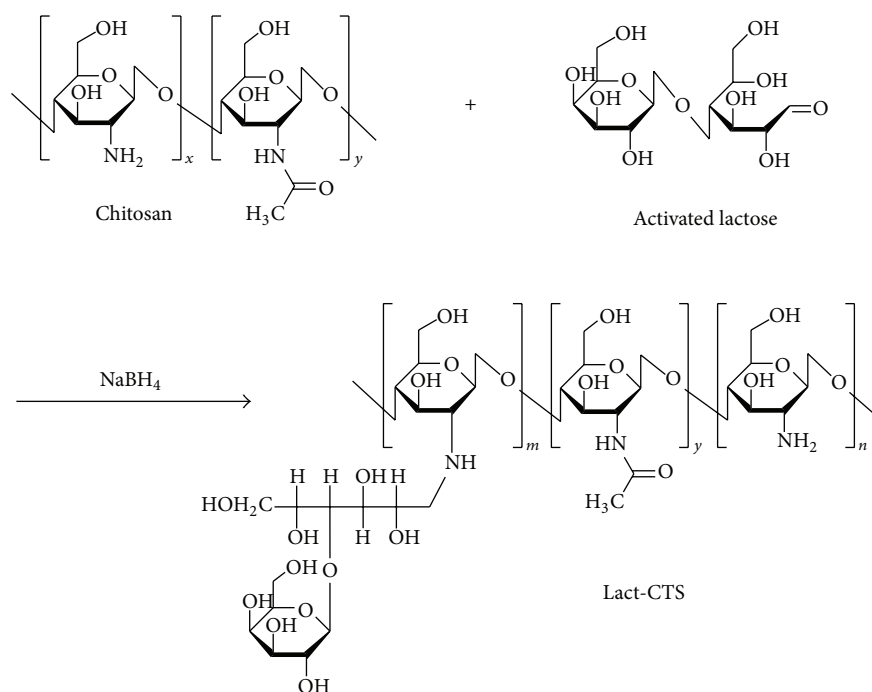 OH OH OH OH
O O O O OH
OH O OH O + OH OH O OH O
OH
NH₂ x HN y OH OH
O
Chitosan H₃C Activated lactose
OH OH OH
NaBH₄ O O O
OH O OH O OH O
NH m HN y NH₂ n
H H OH H O
HOH₂C H₃C
OH H OH
OH O Lact-CTS
OH O
OH
OH
OH